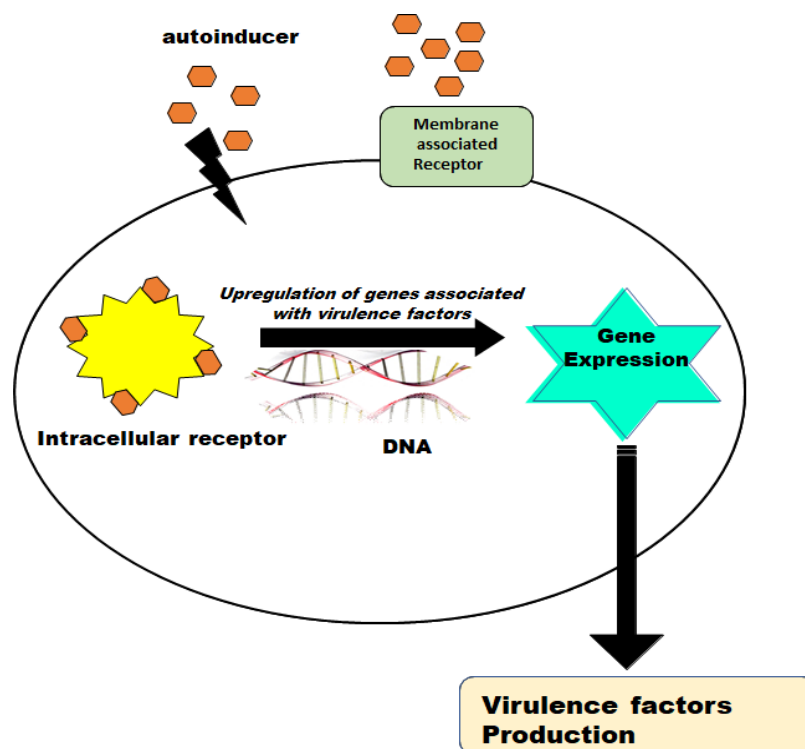 autoinducer
Membrane
associated
Receptor
Upregulation of genes associated
with virulence factors
Gene
Expression
Intracellular receptor
DNA
Virulence factors
Production